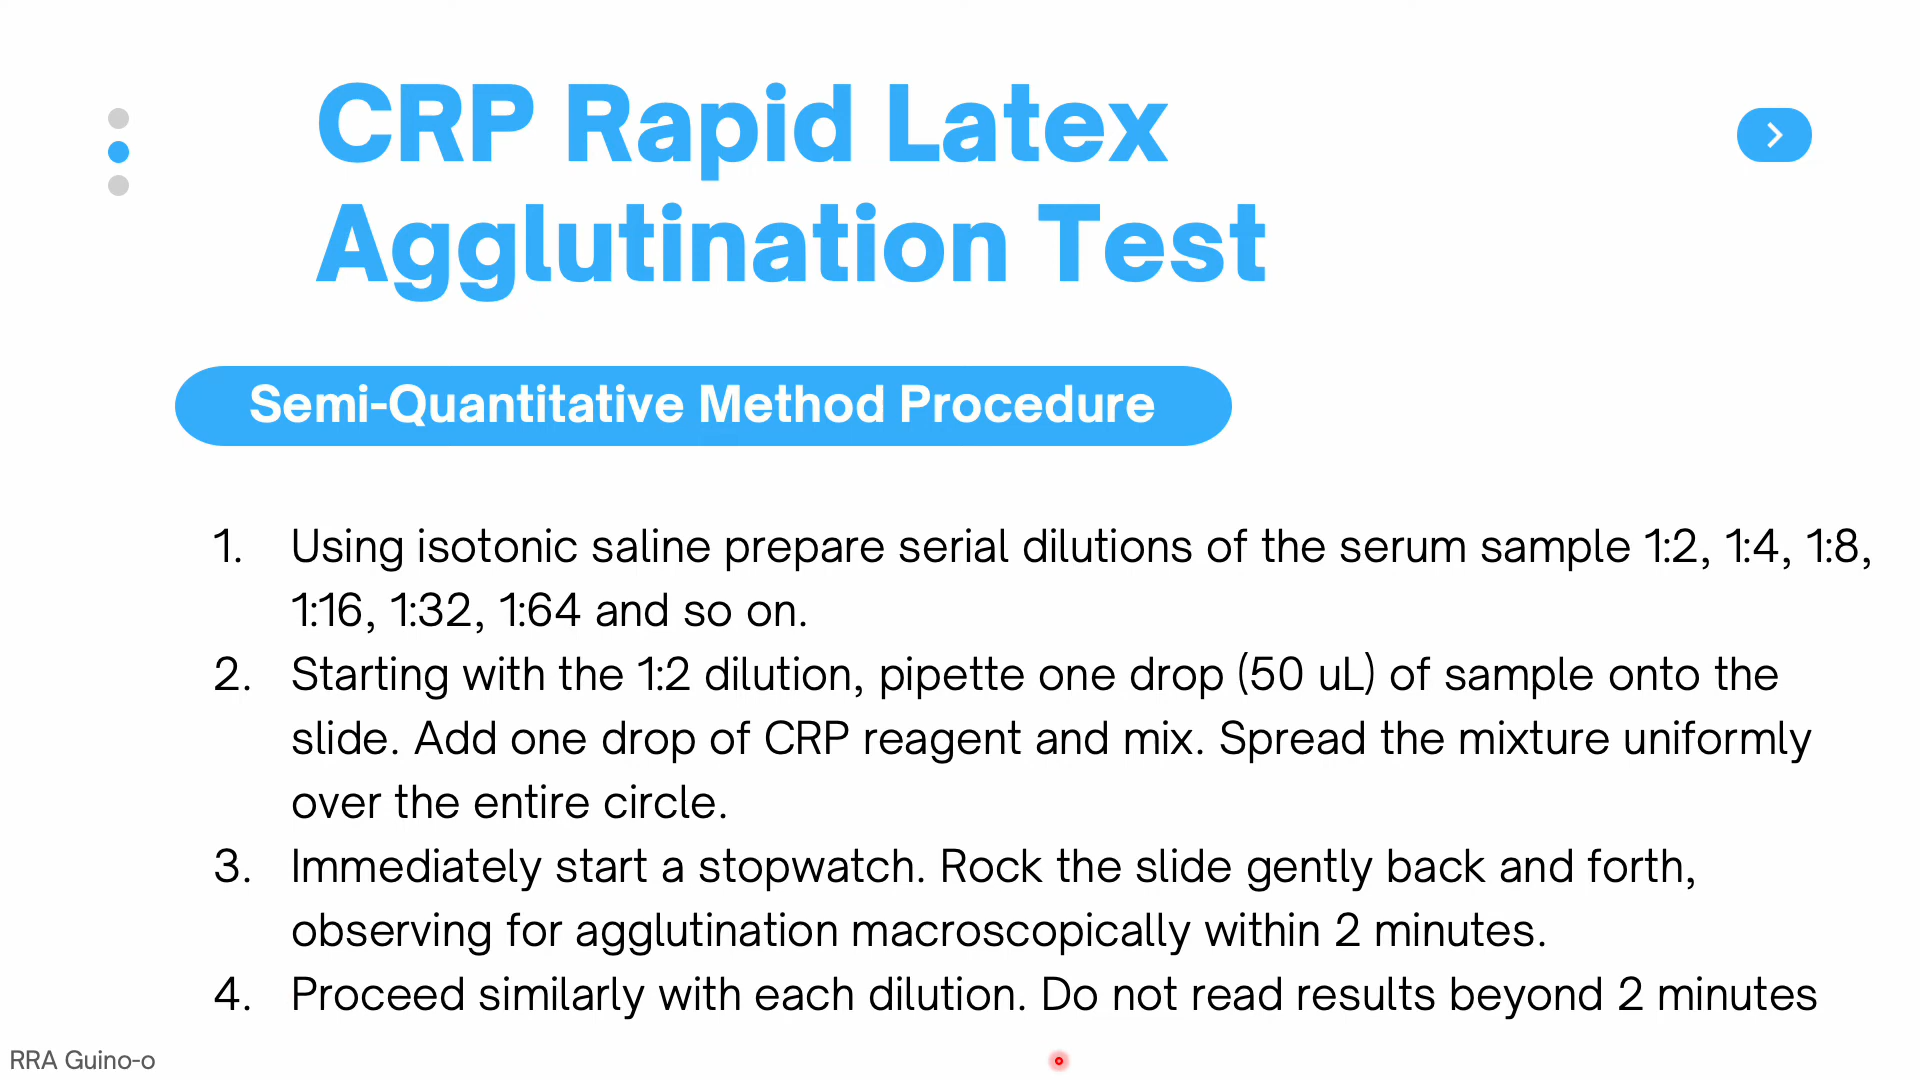 CRP Rapid Latex
Agglutination Test
Semi-Quantitative Method Procedure
1. Using isotonic saline prepare serial dilutions of the serum sample 1:2, 1:4, 1:8,
1:16, 1:32, 1:64 and so on.
2. Starting with the 1:2 dilution, pipette one drop (50 uL) of sample onto the
slide. Add one drop of CRP reagent and mix. Spread the mixture uniformly
over the entire circle.
3. Immediately start a stopwatch. Rock the slide gently back and forth,
observing for agglutination macroscopically within 2 minutes.
4. Proceed similarly with each dilution. Do not read results beyond 2 minutes
RRA Guino-o